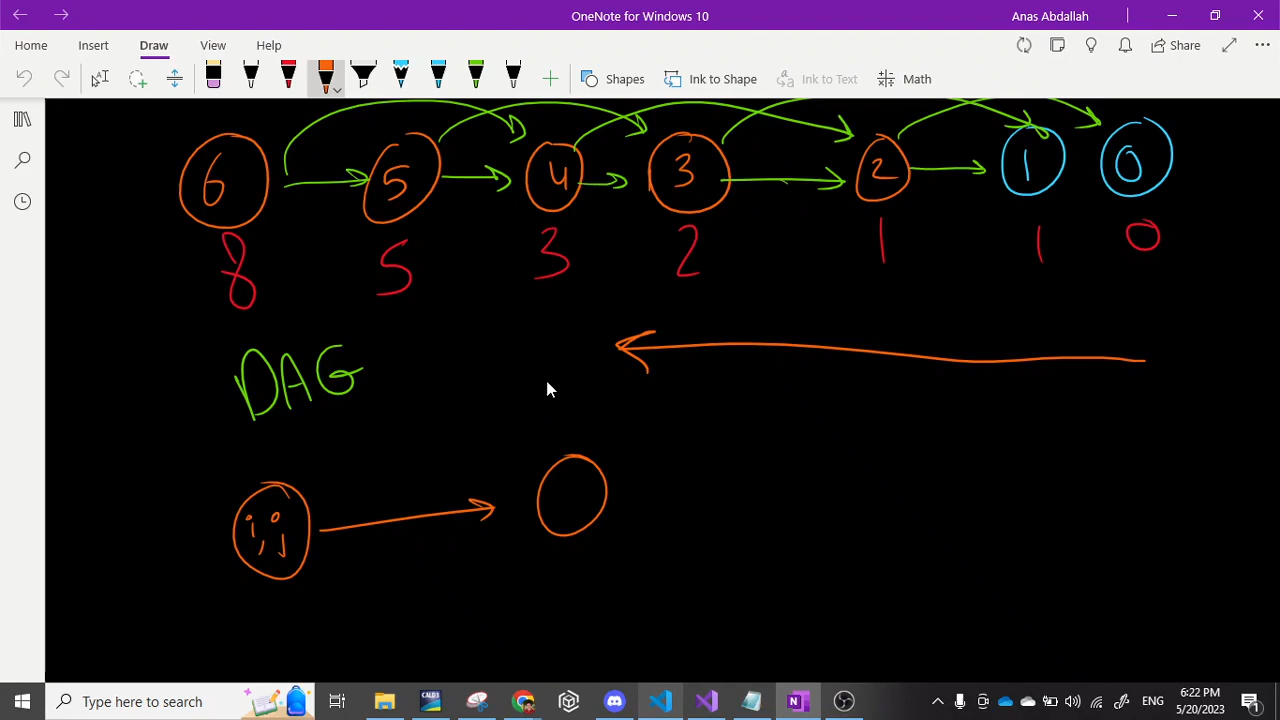 OneNote for Windows 10
Anas Abdallah
Home Insert Draw View Help
Share
Shapes Ink to Shape Ink to Text Math
6 5 4 3 2 1 0
8 5 3 2 1 1 0
DAG
i,j
Type here to search
CALD3
ENG
6:22 PM
5/20/2023
1